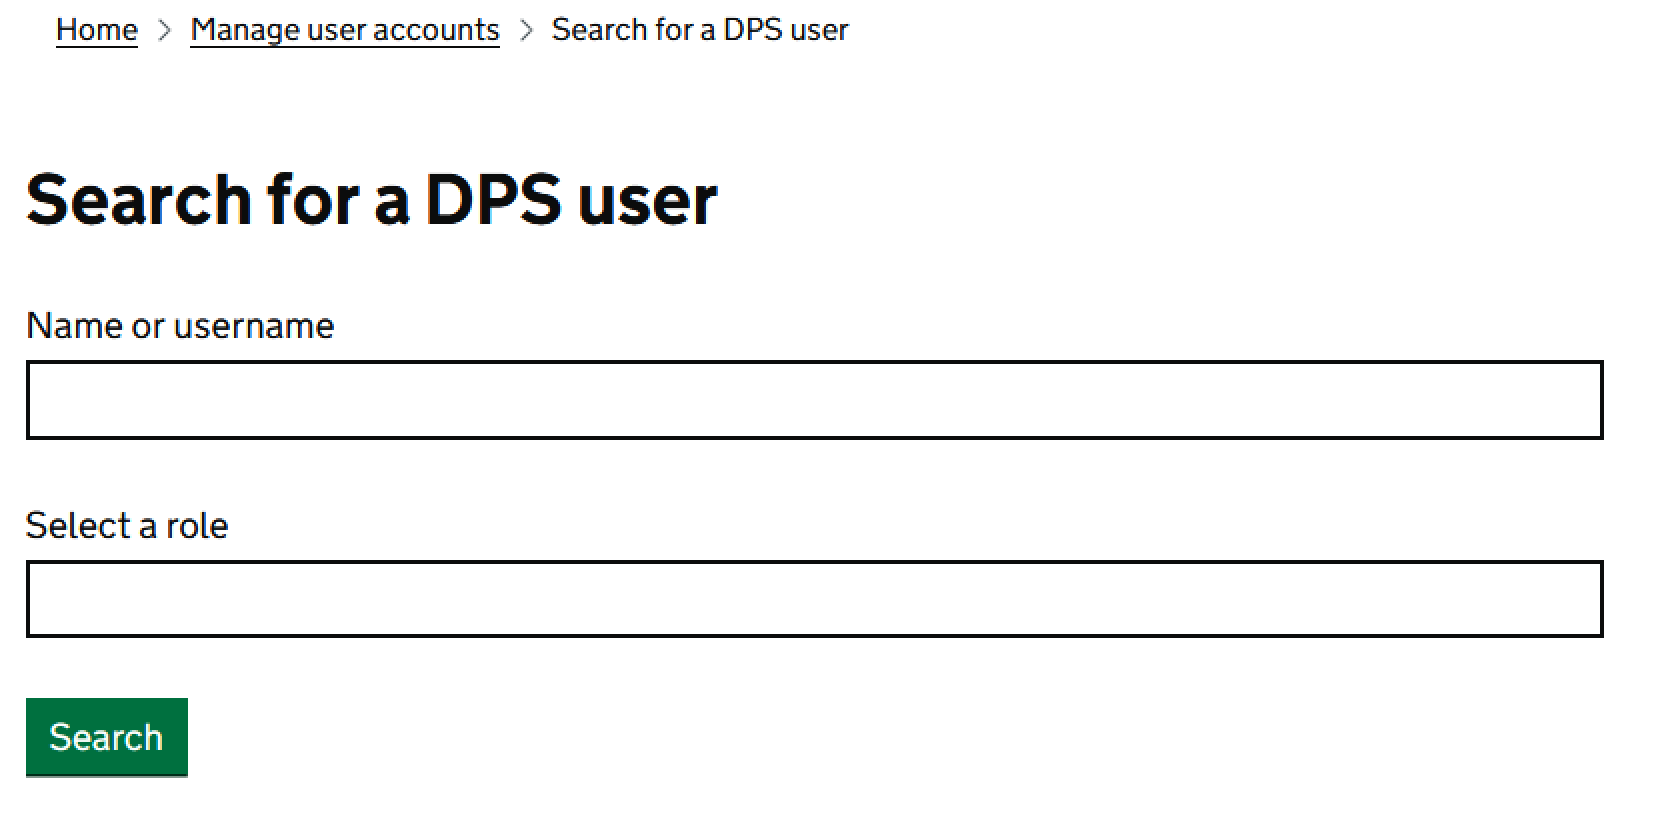 Home > Manage user accounts > Search for a DPS user
Search for a DPS user
Name or username
Select a role
Search